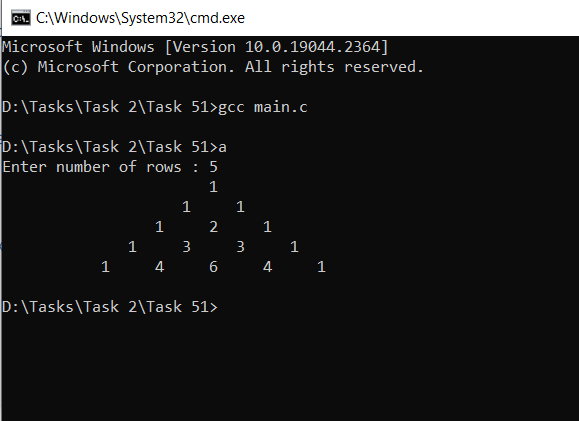 C:\Windows\System32\cmd.exe
Microsoft Windows [Version 10.0.19044.2364]
(c) Microsoft Corporation. All rights reserved.
D:\Tasks\Task 2\Task 51>gcc main.c
D:\Tasks\Task 2\Task 51>a
Enter number of rows : 5
1
1 1
1 2 1
1 3 3 1
1 4 6 4 1
D:\Tasks\Task 2\Task 51>